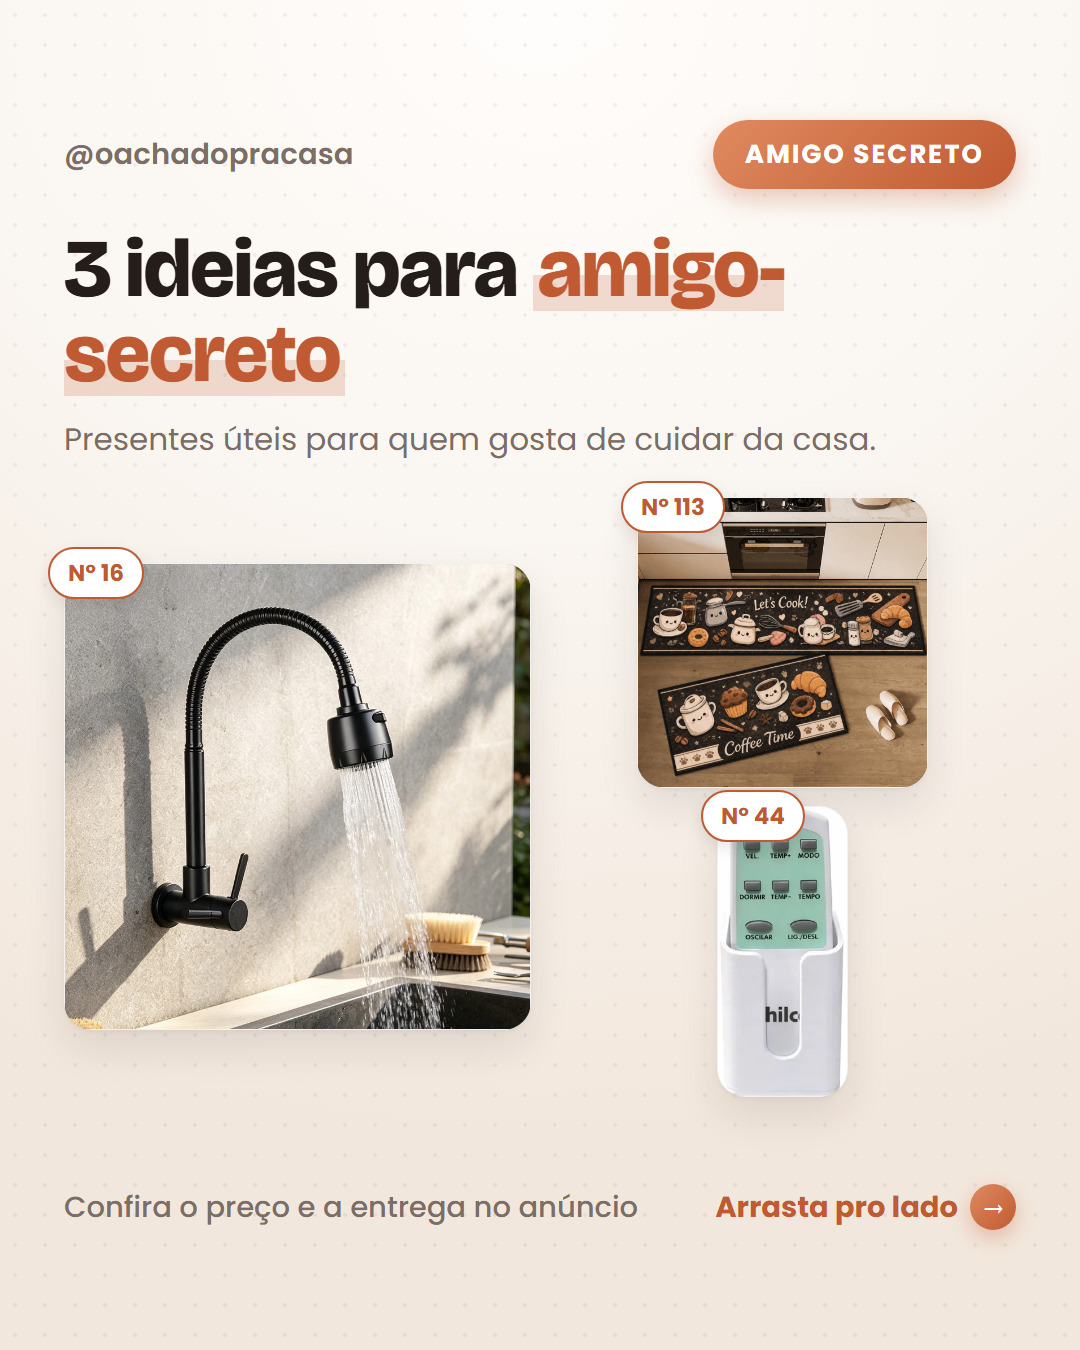 @oachadopracasa
AMIGO SECRETO
3 ideias para amigo-
secreto
Presentes úteis para quem gosta de cuidar da casa.
Nº 113
Nº 16
Let's Cook!
Coffee Time
Nº 44
VEL. TEMP+ MODO
DORMIR TEMP- TEMPO
OSCILAR LIG./DESL
hilc
Confira o preço e a entrega no anúncio
Arrasta pro lado →